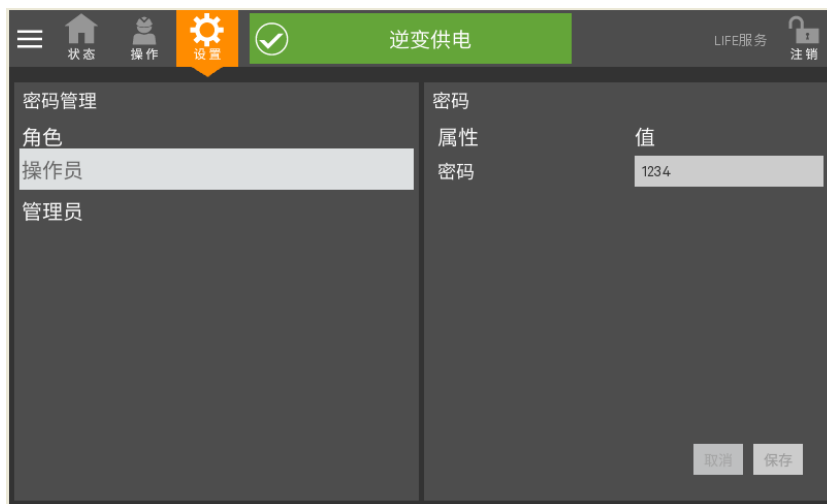 状态 操作 设置 逆变供电 LIFE服务 注销
密码管理
角色
操作员
管理员
密码
属性 值
密码 1234
取消 保存